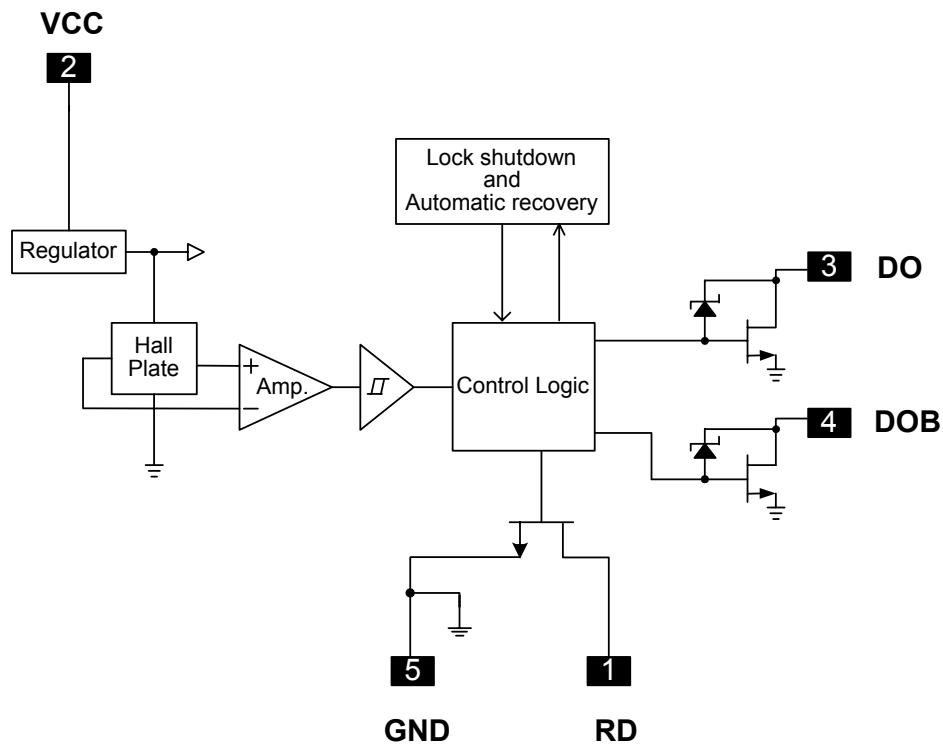 VCC
2
Lock shutdown
and
Automatic recovery
Regulator
3 DO
Hall
Plate
+
Amp.
−
Control Logic
4 DOB
5
1
GND
RD